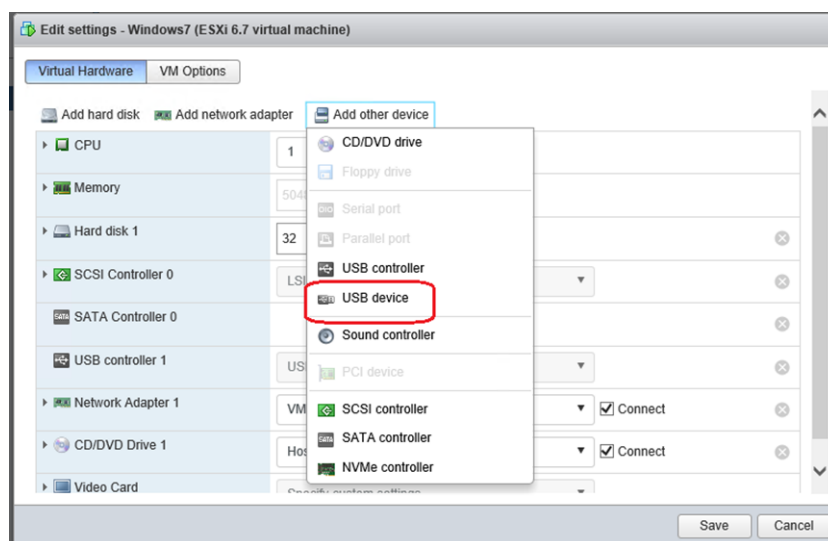 Edit settings - Windows7 (ESXi 6.7 virtual machine)
Virtual Hardware VM Options
Add hard disk Add network adapter Add other device
CPU 1
Memory
Hard disk 1 32
SCSI Controller 0 LSI
SATA Controller 0
USB controller 1
Network Adapter 1 VM Connect
CD/DVD Drive 1 Connect
Video Card
CD/DVD drive
Floppy drive
Serial port
Parallel port
USB controller
USB device
Sound controller
PCI device
SCSI controller
SATA controller
NVMe controller
Save Cancel